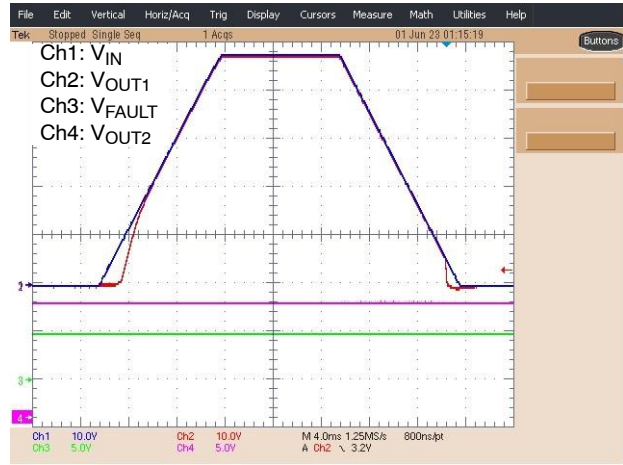 File Edit Vertical Horiz/Acq Trig Display Cursors Measure Math Utilities Help
Tek Stopped Single Seq 1 Acqs 01 Jun 23 01:15:19 Buttons
Ch1: VIN
Ch2: VOUT1
Ch3: VFAULT
Ch4: VOUT2
2
3
4
Ch1 10.0V Ch2 10.0V M 4.0ms 1.25MS/s 800ns/pt
Ch3 5.0V Ch4 5.0V A Ch2 ↘ 3.2V